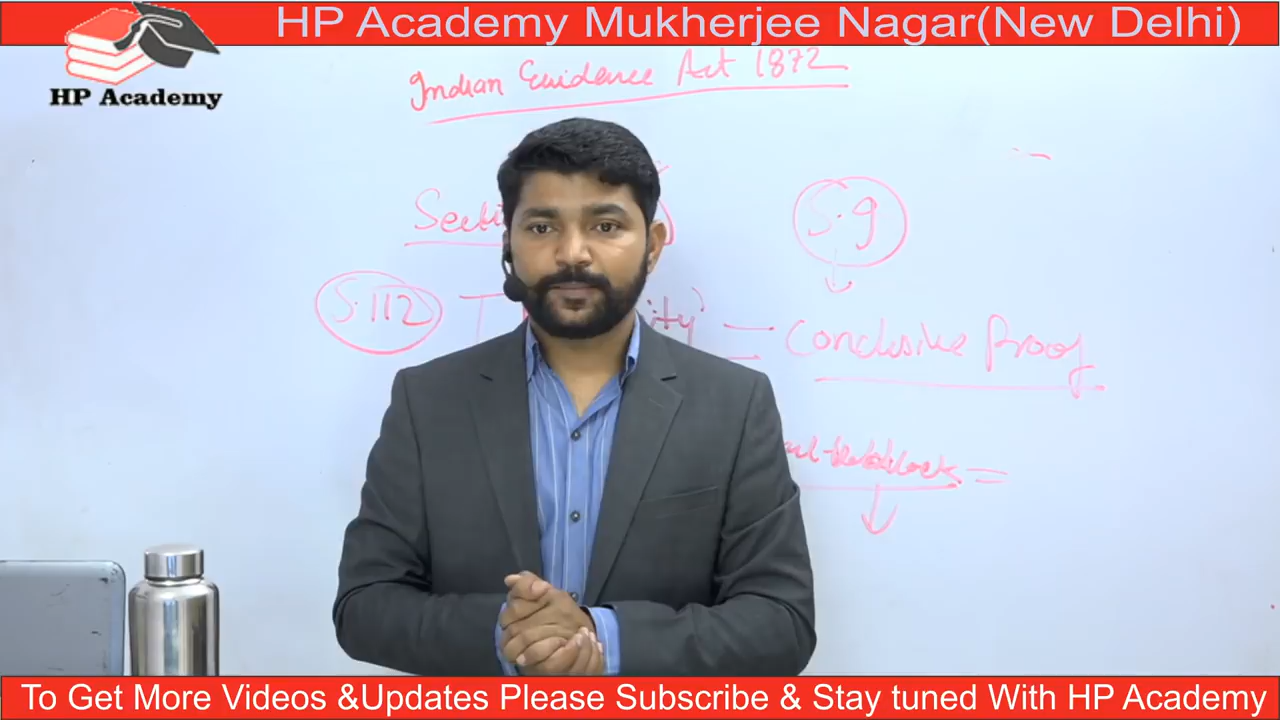 HP Academy Mukherjee Nagar(New Delhi)
HP Academy
Indian Evidence Act 1872
S.9
S.112
Conclusive Proof
To Get More Videos &Updates Please Subscribe & Stay tuned With HP Academy